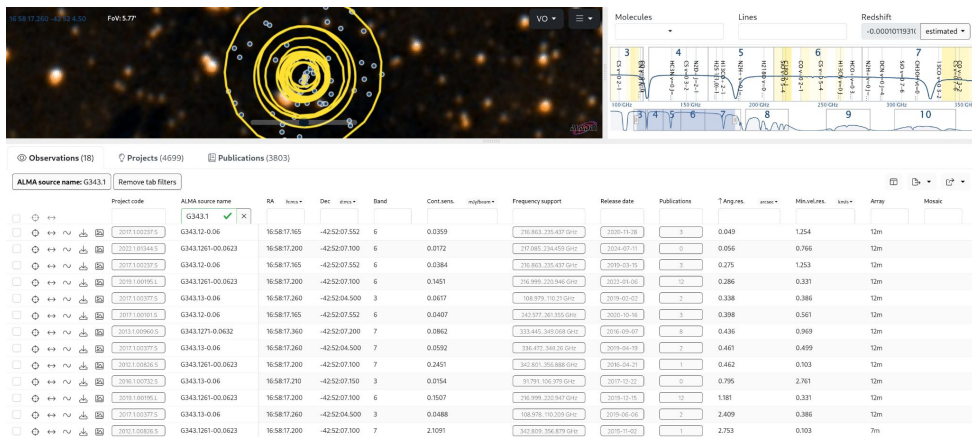 16 58 17.260 -42 52 4.50
FoV: 5.77'
VO
Molecules
Lines
Redshift
estimated
3 4 5 6 7
100 GHz 150 GHz 200 GHz 250 GHz 300 GHz 350 GHz
3 4 5 6 7 8 9 10
Observations (18)
Projects (4699)
Publications (3803)
ALMA source name: G343.1
Remove tab filters
Project code ALMA source name RA h:m:s Dec d:m:s Band Cont.sens. mJy/beam Frequency support Release date Publications Ang.res. arcsec Min.vel.res. km/s Array Mosaic
G343.1
2017.1.00237.S G343.12-0.06 16:58:17.165 -42:52:07.552 6 0.0359 216.863..235.437 GHz 2020-11-28 3 0.049 1.254 12m
2022.1.01344.S G343.1261-00.0623 16:58:17.200 -42:52:07.100 6 0.0172 217.085..234.459 GHz 2024-07-11 0 0.056 0.766 12m
2017.1.00237.S G343.12-0.06 16:58:17.165 -42:52:07.552 6 0.0384 216.863..235.437 GHz 2019-03-15 3 0.275 1.253 12m
2019.1.00195.L G343.1261-00.0623 16:58:17.200 -42:52:07.100 6 0.1451 216.999..220.946 GHz 2022-01-06 12 0.286 0.331 12m
2017.1.00377.S G343.13-0.06 16:58:17.260 -42:52:04.500 3 0.0617 108.979..110.21 GHz 2019-02-02 2 0.338 0.386 12m
2017.1.00101.S G343.12-0.06 16:58:17.165 -42:52:07.552 6 0.0407 242.377..261.355 GHz 2020-10-16 3 0.398 0.561 12m
2013.1.00960.S G343.1271-0.0632 16:58:17.360 -42:52:07.200 7 0.0862 333.445..349.068 GHz 2016-09-07 8 0.436 0.969 12m
2017.1.00377.S G343.13-0.06 16:58:17.260 -42:52:04.500 7 0.0592 336.472..349.26 GHz 2019-04-19 2 0.461 0.499 12m
2012.1.00826.S G343.1261-00.0623 16:58:17.200 -42:52:07.100 7 0.2451 342.801..356.888 GHz 2016-04-21 1 0.462 0.103 12m
2016.1.00732.S G343.13-0.06 16:58:17.210 -42:52:07.150 3 0.0154 91.791..106.379 GHz 2017-12-22 0 0.795 2.761 12m
2019.1.00195.L G343.1261-00.0623 16:58:17.200 -42:52:07.100 6 0.1507 216.999..220.947 GHz 2019-12-15 12 1.181 0.331 12m
2017.1.00377.S G343.13-0.06 16:58:17.260 -42:52:04.500 3 0.0488 108.978..110.209 GHz 2019-06-06 2 2.409 0.386 12m
2012.1.00826.S G343.1261-00.0623 16:58:17.200 -42:52:07.100 7 2.1091 342.809..356.879 GHz 2015-11-02 1 2.753 0.103 7m